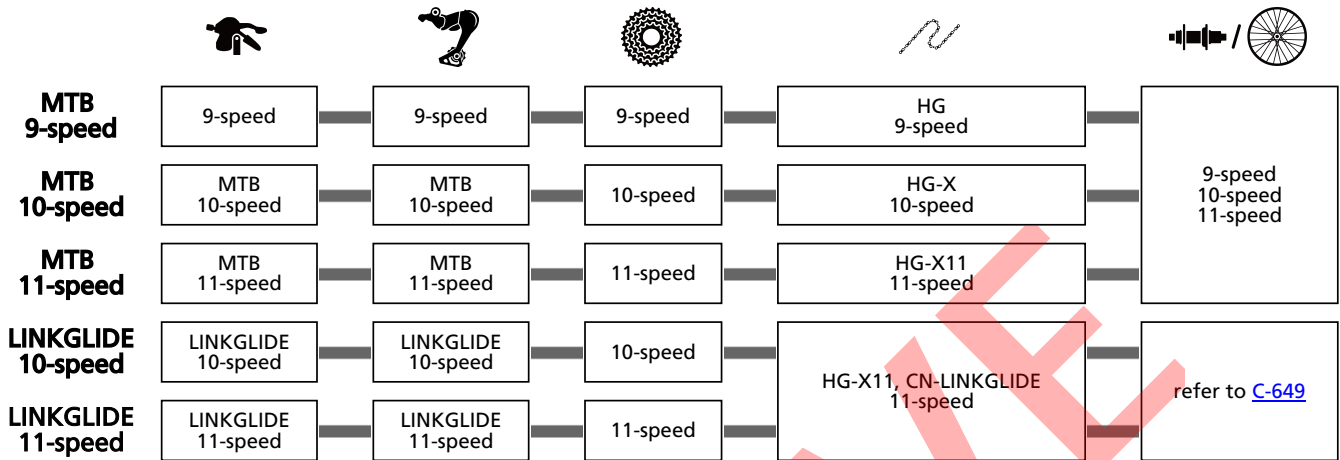 MTB
9-speed
9-speed
9-speed
9-speed
HG
9-speed
9-speed
10-speed
11-speed
MTB
10-speed
MTB
10-speed
MTB
10-speed
10-speed
HG-X
10-speed
MTB
11-speed
MTB
11-speed
MTB
11-speed
11-speed
HG-X11
11-speed
LINKGLIDE
10-speed
LINKGLIDE
10-speed
LINKGLIDE
10-speed
10-speed
HG-X11, CN-LINKGLIDE
11-speed
refer to C-649
LINKGLIDE
11-speed
LINKGLIDE
11-speed
LINKGLIDE
11-speed
11-speed